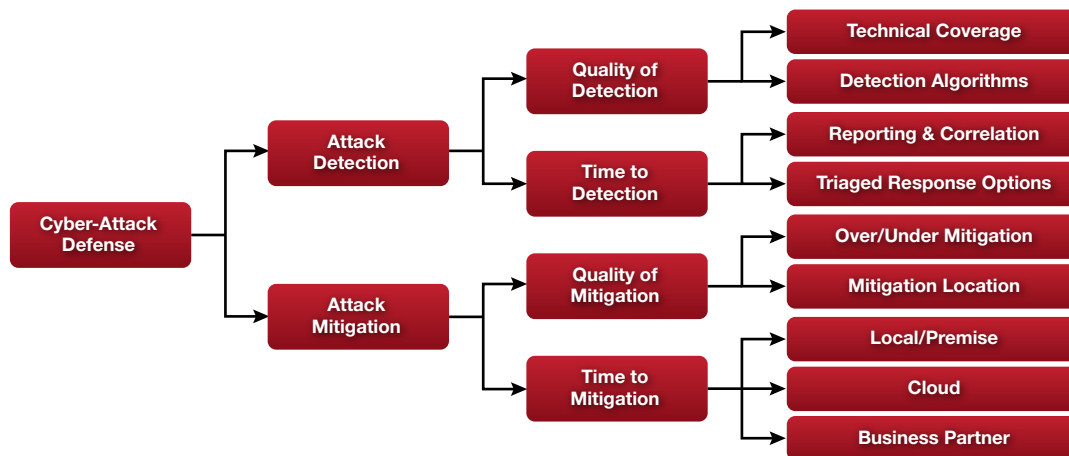 Cyber-Attack
Defense
Attack
Detection
Attack
Mitigation
Quality of
Detection
Time to
Detection
Quality of
Mitigation
Time to
Mitigation
Technical Coverage
Detection Algorithms
Reporting & Correlation
Triaged Response Options
Over/Under Mitigation
Mitigation Location
Local/Premise
Cloud
Business Partner